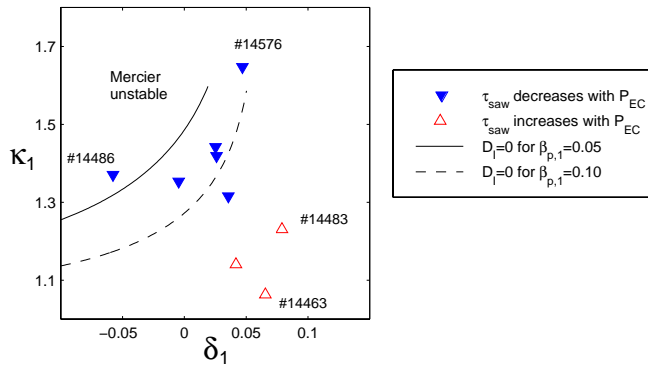 1.7
1.5
1.3
1.1
κ₁
−0.05
0
0.05
0.1
δ₁
#14576
Mercier
unstable
#14486
#14483
#14463
τsaw decreases with PEC
τsaw increases with PEC
DI=0 for βp,1=0.05
DI=0 for βp,1=0.10